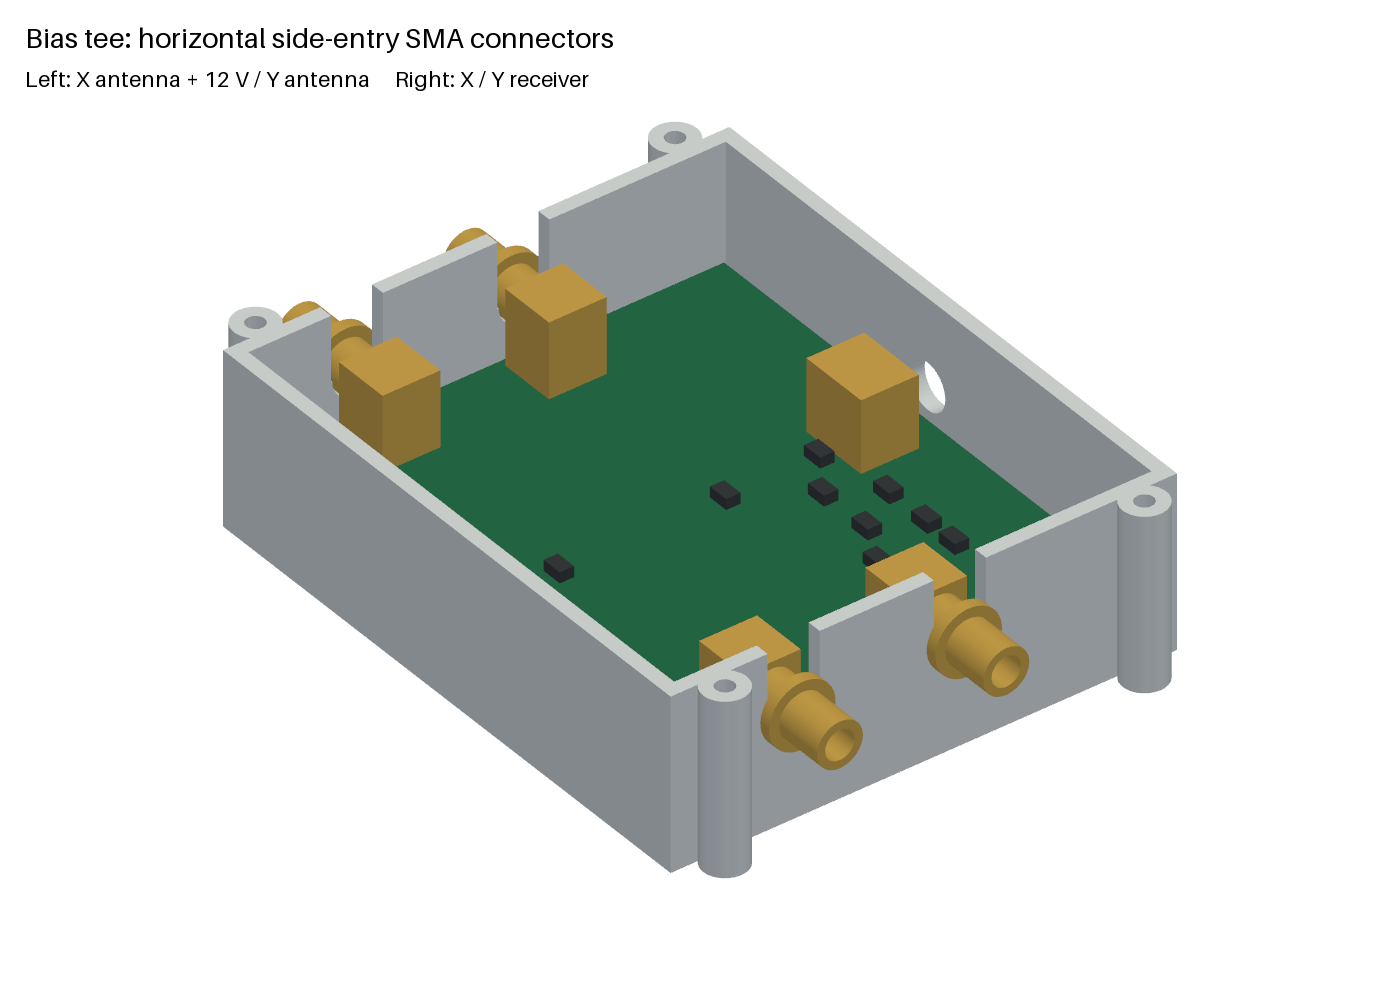 Bias tee: horizontal side-entry SMA connectors
Left: X antenna + 12 V / Y antenna    Right: X / Y receiver